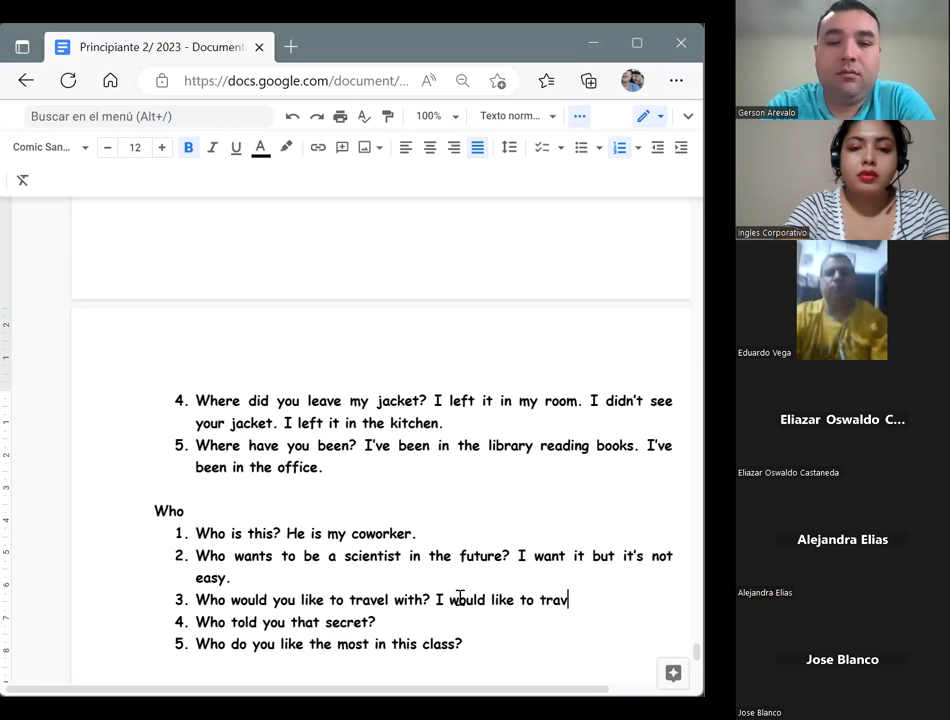 Principiante 2/ 2023 - Document
https://docs.google.com/document/...
Buscar en el menú (Alt+/)
100%
Texto norm...
Comic San...
12
4. Where did you leave my jacket? I left it in my room. I didn't see
your jacket. I left it in the kitchen.
5. Where have you been? I've been in the library reading books. I've
been in the office.
Who
1. Who is this? He is my coworker.
2. Who wants to be a scientist in the future? I want it but it's not
easy.
3. Who would you like to travel with? I would like to trav
4. Who told you that secret?
5. Who do you like the most in this class?
Gerson Arevalo
Ingles Corporativo
Eduardo Vega
Eliazar Oswaldo C...
Eliazar Oswaldo Castaneda
Alejandra Elias
Alejandra Elias
Jose Blanco
Jose Blanco